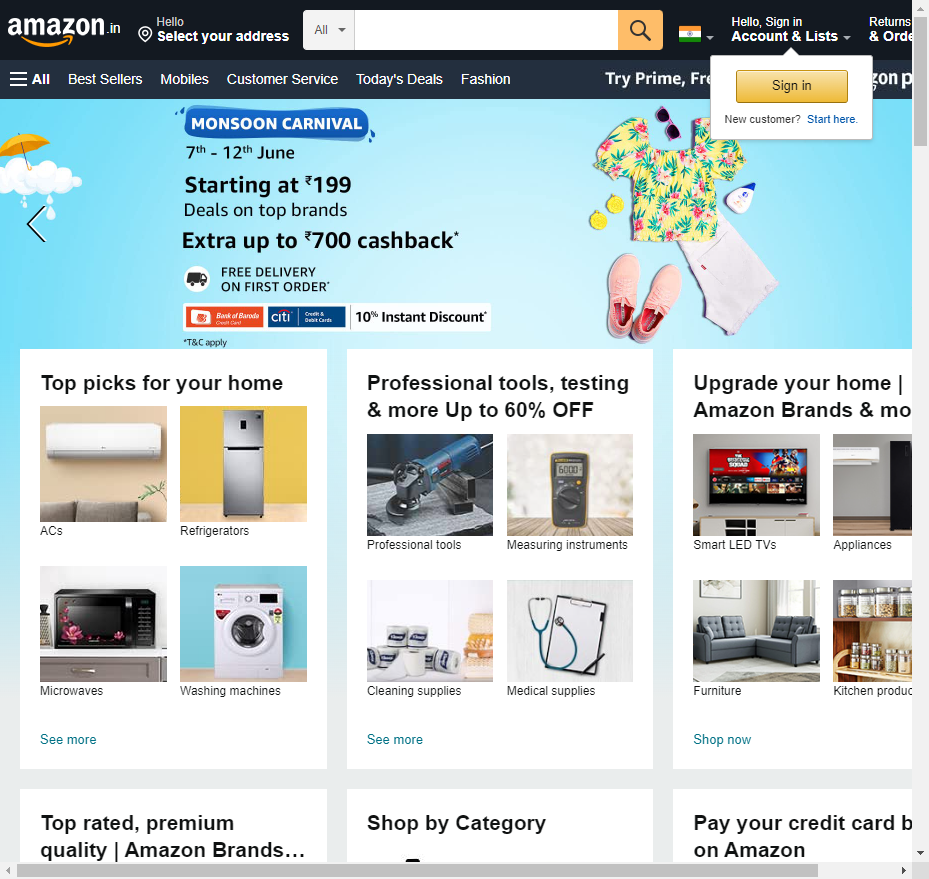 amazon.in
Hello
Select your address
All
Hello, Sign in
Account & Lists
Returns
& Orde
All
Best Sellers
Mobiles
Customer Service
Today's Deals
Fashion
Try Prime, Fre
zon p
Sign in
New customer? Start here.
MONSOON CARNIVAL
7th - 12th June
Starting at ₹199
Deals on top brands
Extra up to ₹700 cashback*
FREE DELIVERY
ON FIRST ORDER*
Bank of Baroda
Credit Card
citi
Credit &
Debit Cards
10% Instant Discount*
*T&C apply
Top picks for your home
ACs
Refrigerators
Microwaves
Washing machines
See more
Professional tools, testing
& more Up to 60% OFF
6000
Professional tools
Measuring instruments
Cleaning supplies
Medical supplies
See more
Upgrade your home |
Amazon Brands & mo
Smart LED TVs
Appliances
Furniture
Kitchen produc
Shop now
Top rated, premium
quality | Amazon Brands…
Shop by Category
Pay your credit card b
on Amazon